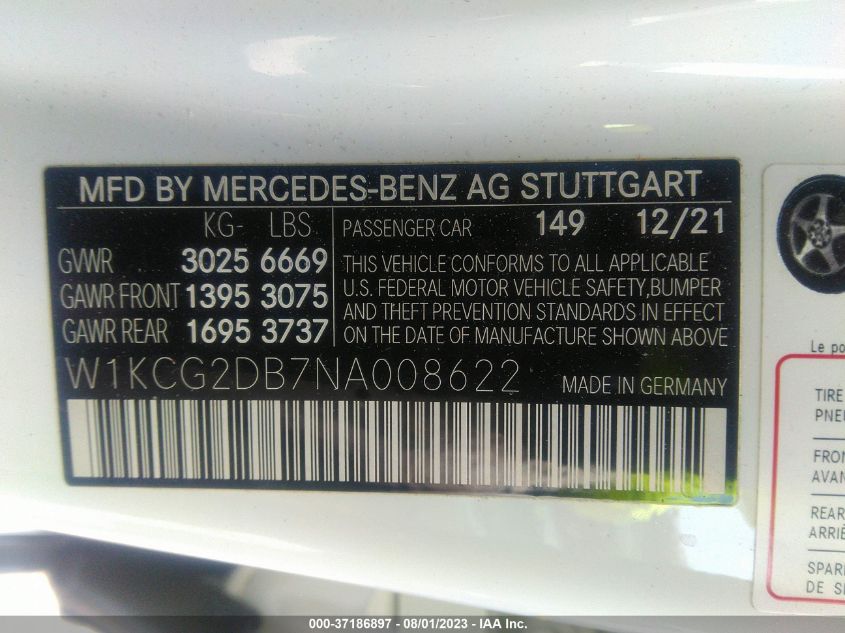 MFD BY MERCEDES-BENZ AG STUTTGART
KG- LBS
GVWR 3025 6669
GAWR FRONT 1395 3075
GAWR REAR 1695 3737
PASSENGER CAR 149 12/21
THIS VEHICLE CONFORMS TO ALL APPLICABLE
U.S. FEDERAL MOTOR VEHICLE SAFETY,BUMPER
AND THEFT PREVENTION STANDARDS IN EFFECT
ON THE DATE OF MANUFACTURE SHOWN ABOVE
W1KCG2DB7NA008622 MADE IN GERMANY
Le po
TIRE
PNEU
FRON
AVAN
REAR
ARRIÈ
SPAR
DE S
000-37186897 - 08/01/2023 - IAA Inc.